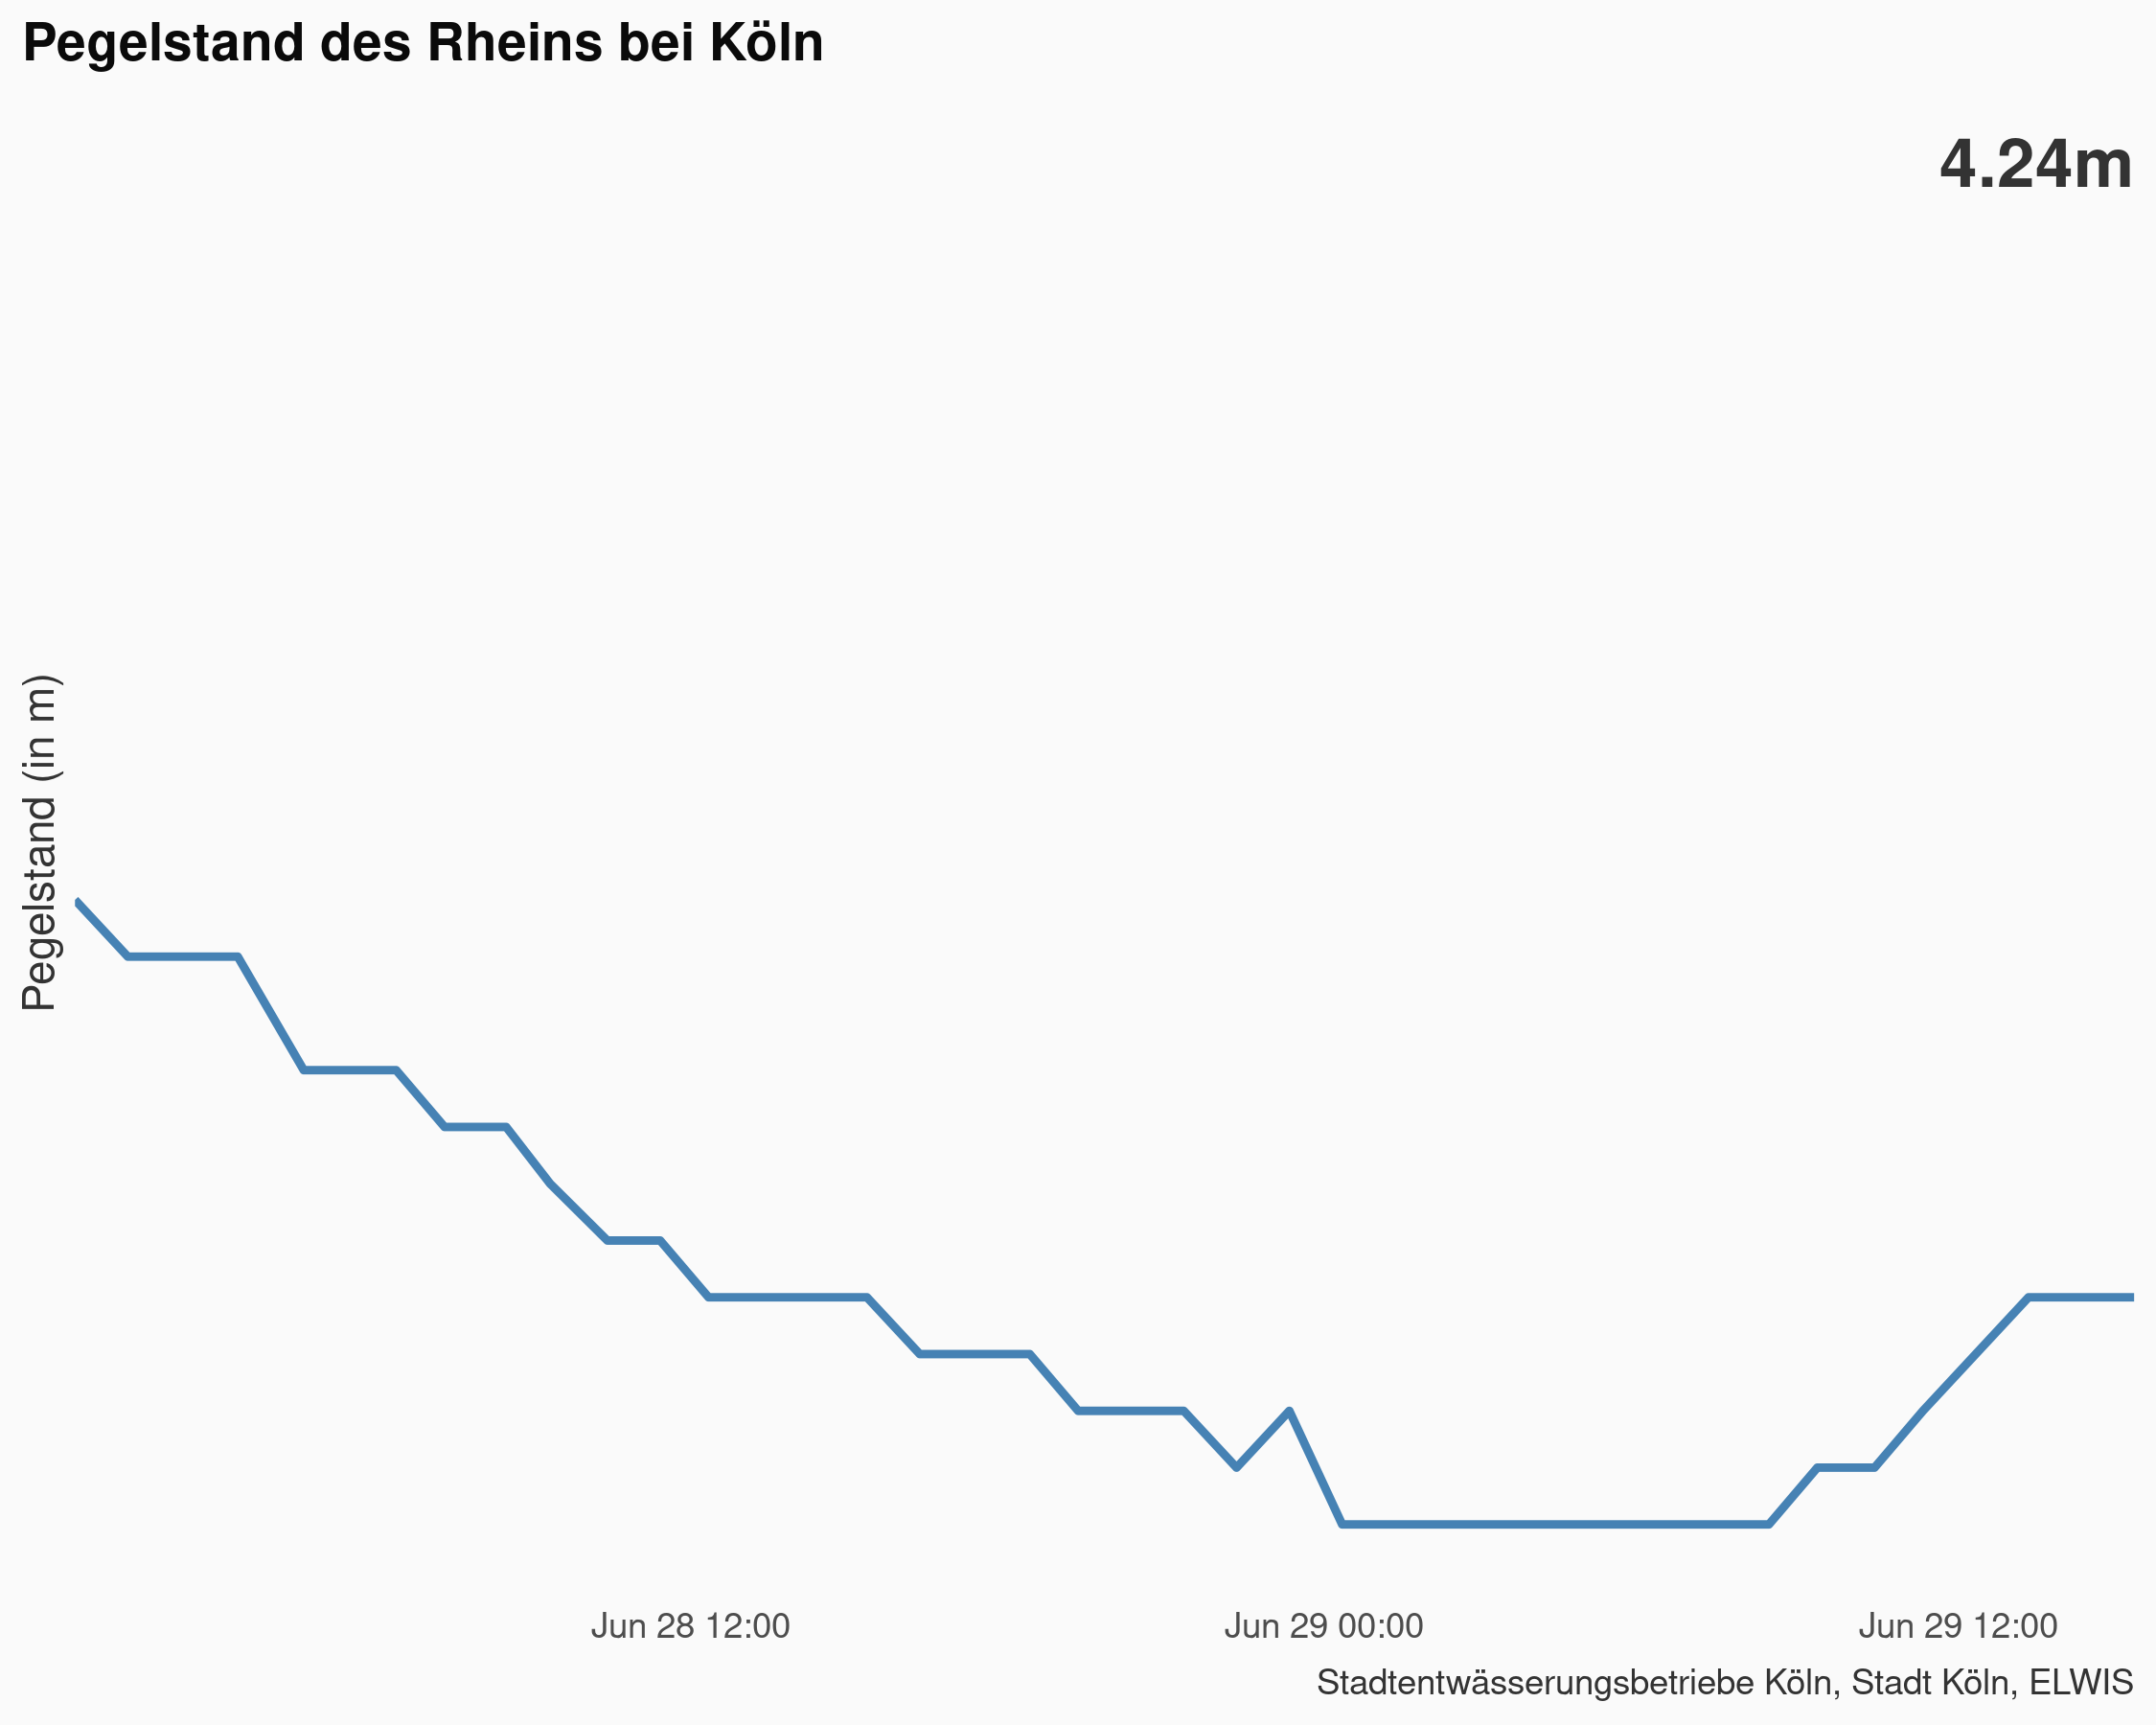 Pegelstand des Rheins bei Köln
4.24m
Pegelstand (in m)
Jun 28 12:00
Jun 29 00:00
Jun 29 12:00
Stadtentwässerungsbetriebe Köln, Stadt Köln, ELWIS